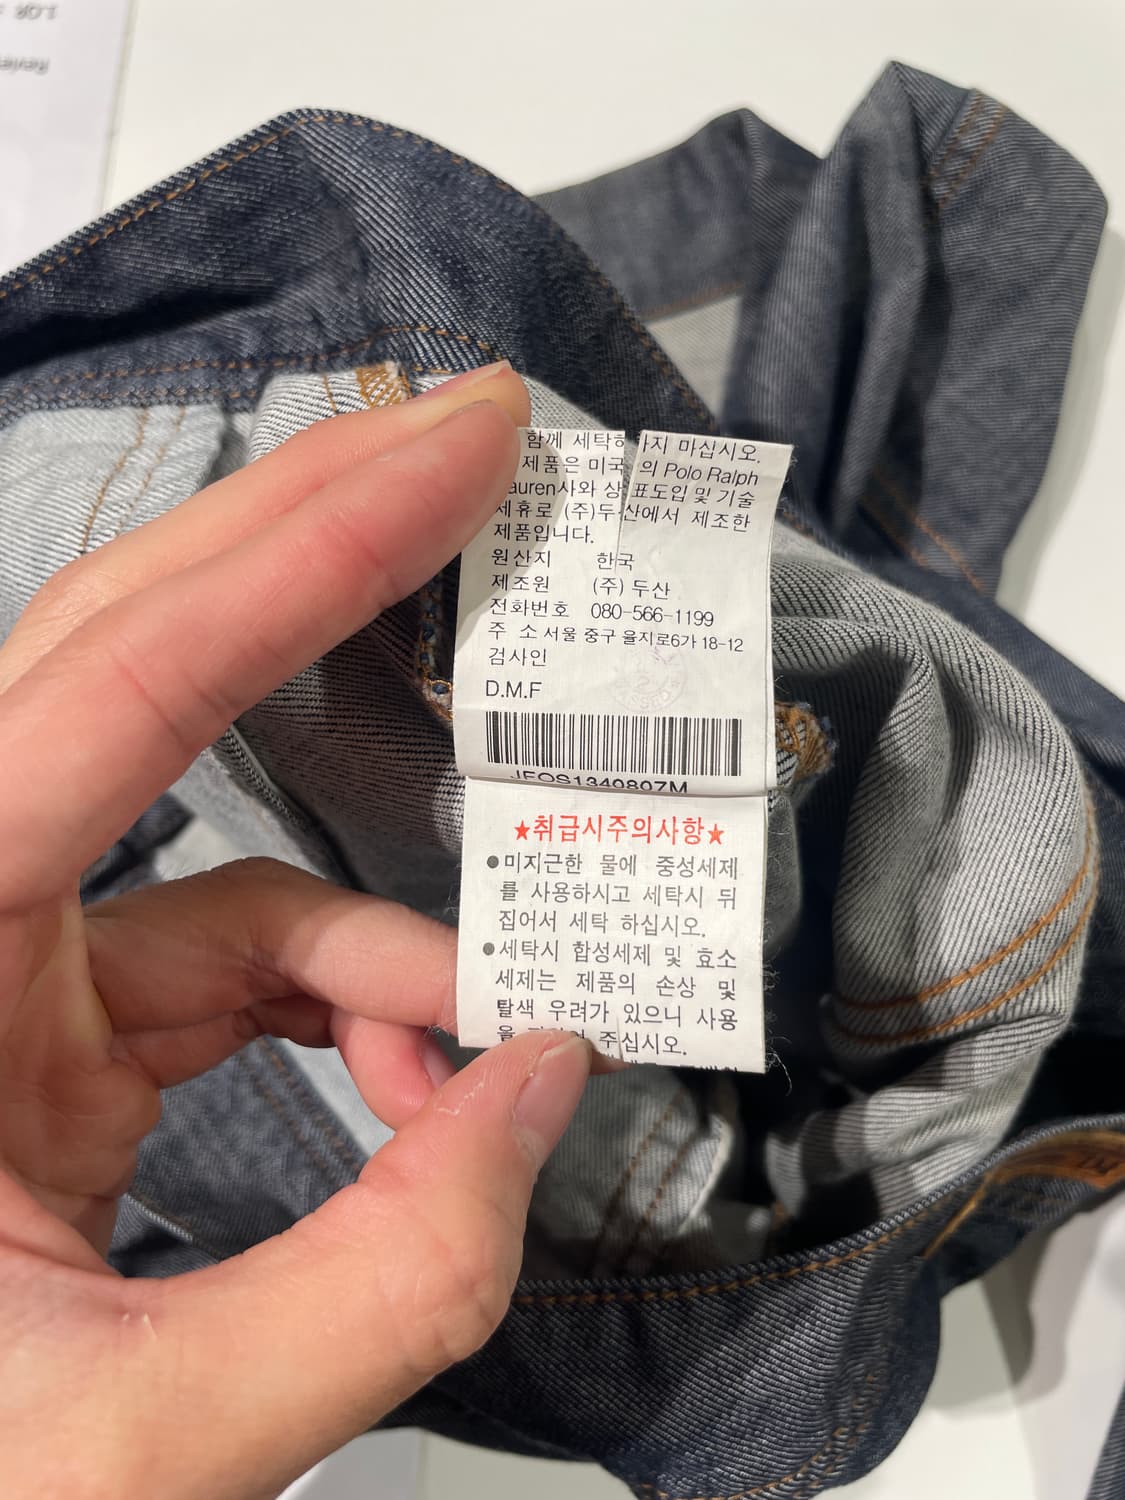 함께 세탁하지 마십시오.
제품은 미국의 Polo Ralph
Lauren사와 상표도입 및 기술
제휴로 (주)두산에서 제조한
제품입니다.
원산지 한국
제조원 (주) 두산
전화번호 080-566-1199
주 소 서울 중구 을지로6가 18-12
검사인
D.M.F
JFOS1340807M
★취급시주의사항★
●미지근한 물에 중성세제
를 사용하시고 세탁시 뒤
집어서 세탁 하십시오.
●세탁시 합성세제 및 효소
세제는 제품의 손상 및
탈색 우려가 있으니 사용
을 주십시오.